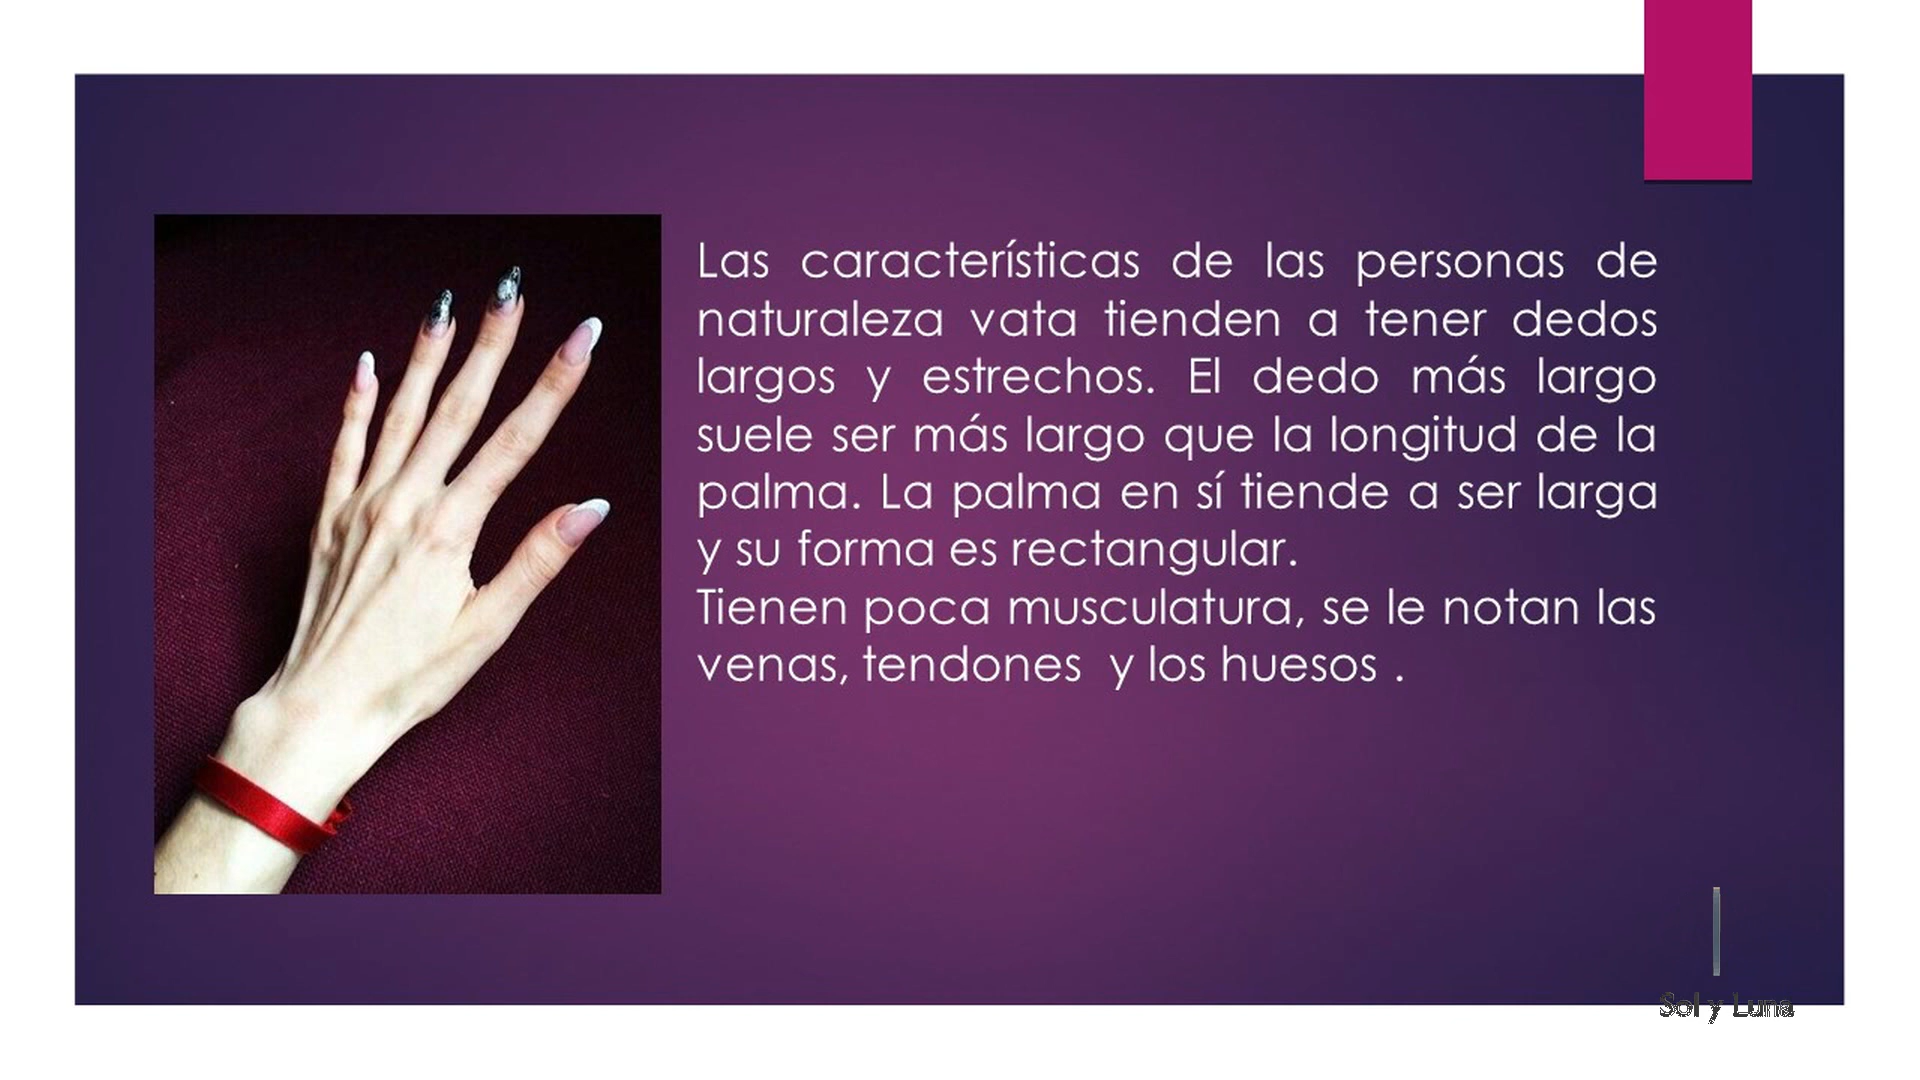 Las características de las personas de
naturaleza vata tienden a tener dedos
largos y estrechos. El dedo más largo
suele ser más largo que la longitud de la
palma. La palma en sí tiende a ser larga
y su forma es rectangular.
Tienen poca musculatura, se le notan las
venas, tendones  y los huesos .
Sol y Luna